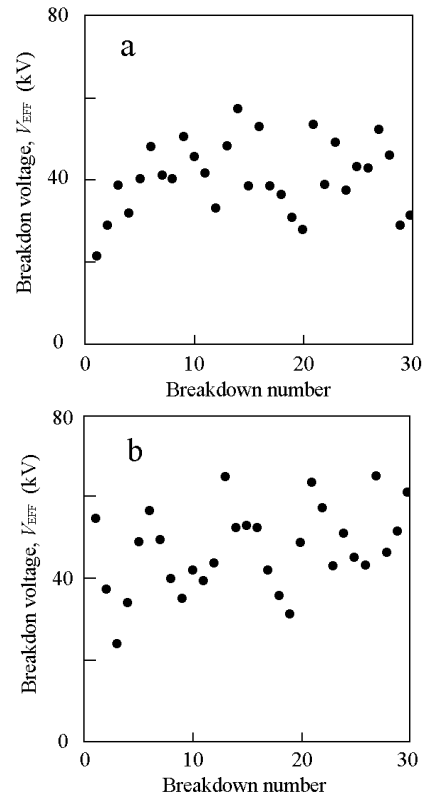 80
a
Breakdon voltage, VEFF (kV)
40
0
0 10 20 30
Breakdown number
80
b
Breakdon voltage, VEFF (kV)
40
0
0 10 20 30
Breakdown number